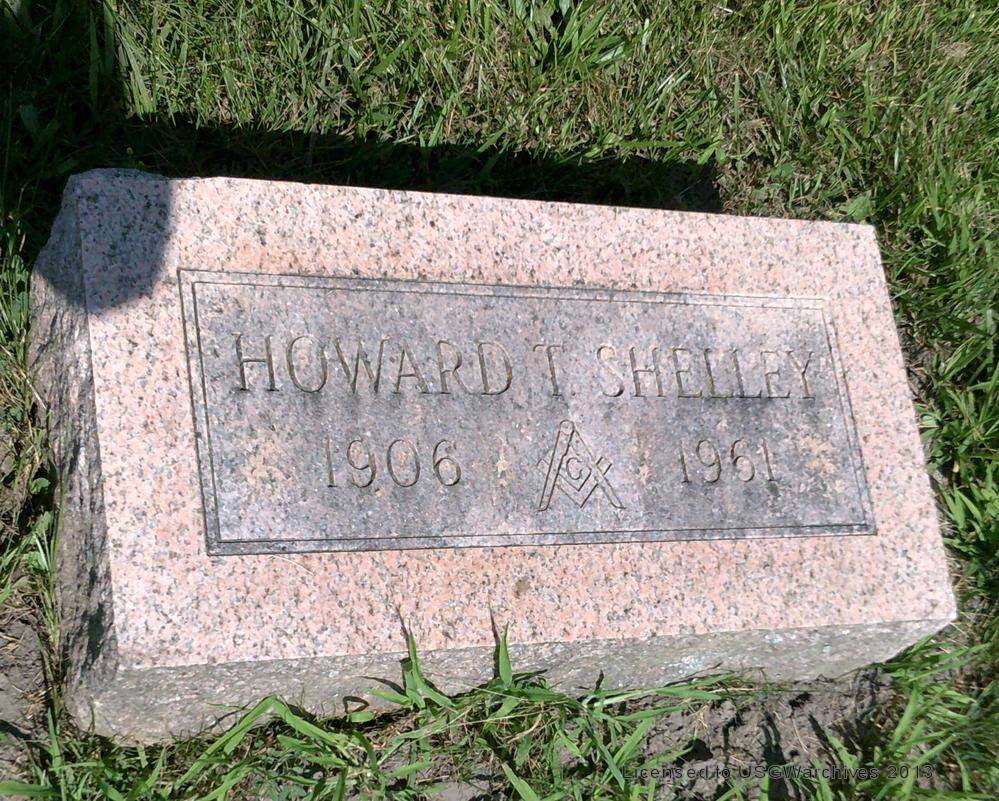 HOWARD T. SHELLEY
1906 G 1961
Licensed to USGWarchives 2013